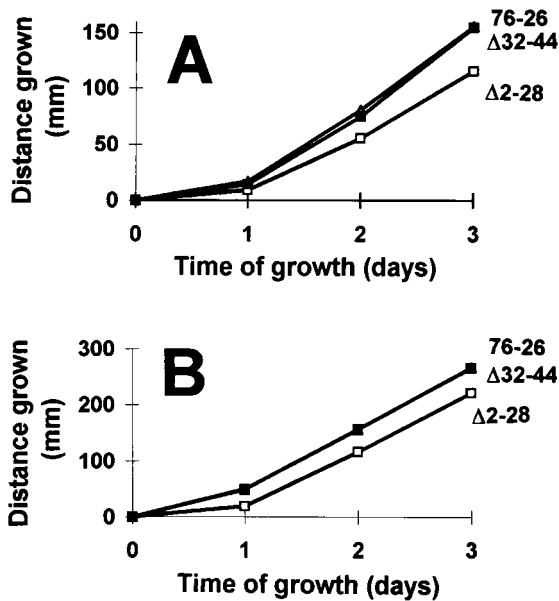 A
Distance grown
(mm)
150
100
50
0
76-26
Δ32-44
Δ2-28
0 1 2 3
Time of growth (days)
B
Distance grown
(mm)
300
200
100
0
76-26
Δ32-44
Δ2-28
0 1 2 3
Time of growth (days)